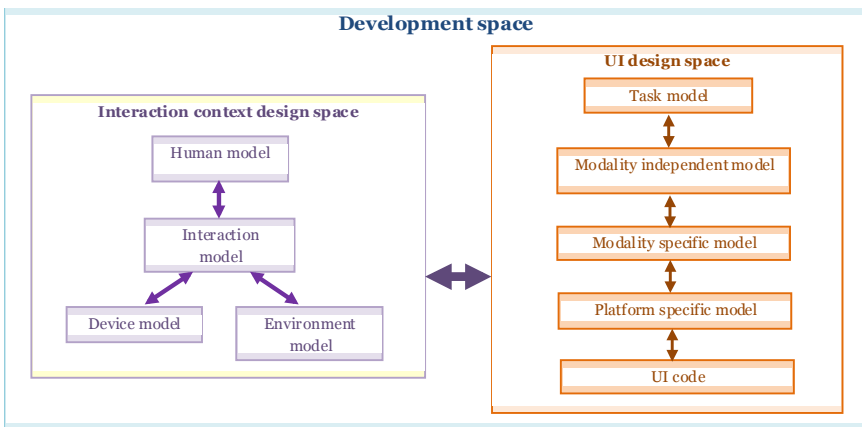 Development space
Interaction context design space
Human model
Interaction
model
Device model
Environment
model
UI design space
Task model
Modality independent model
Modality specific model
Platform specific model
UI code